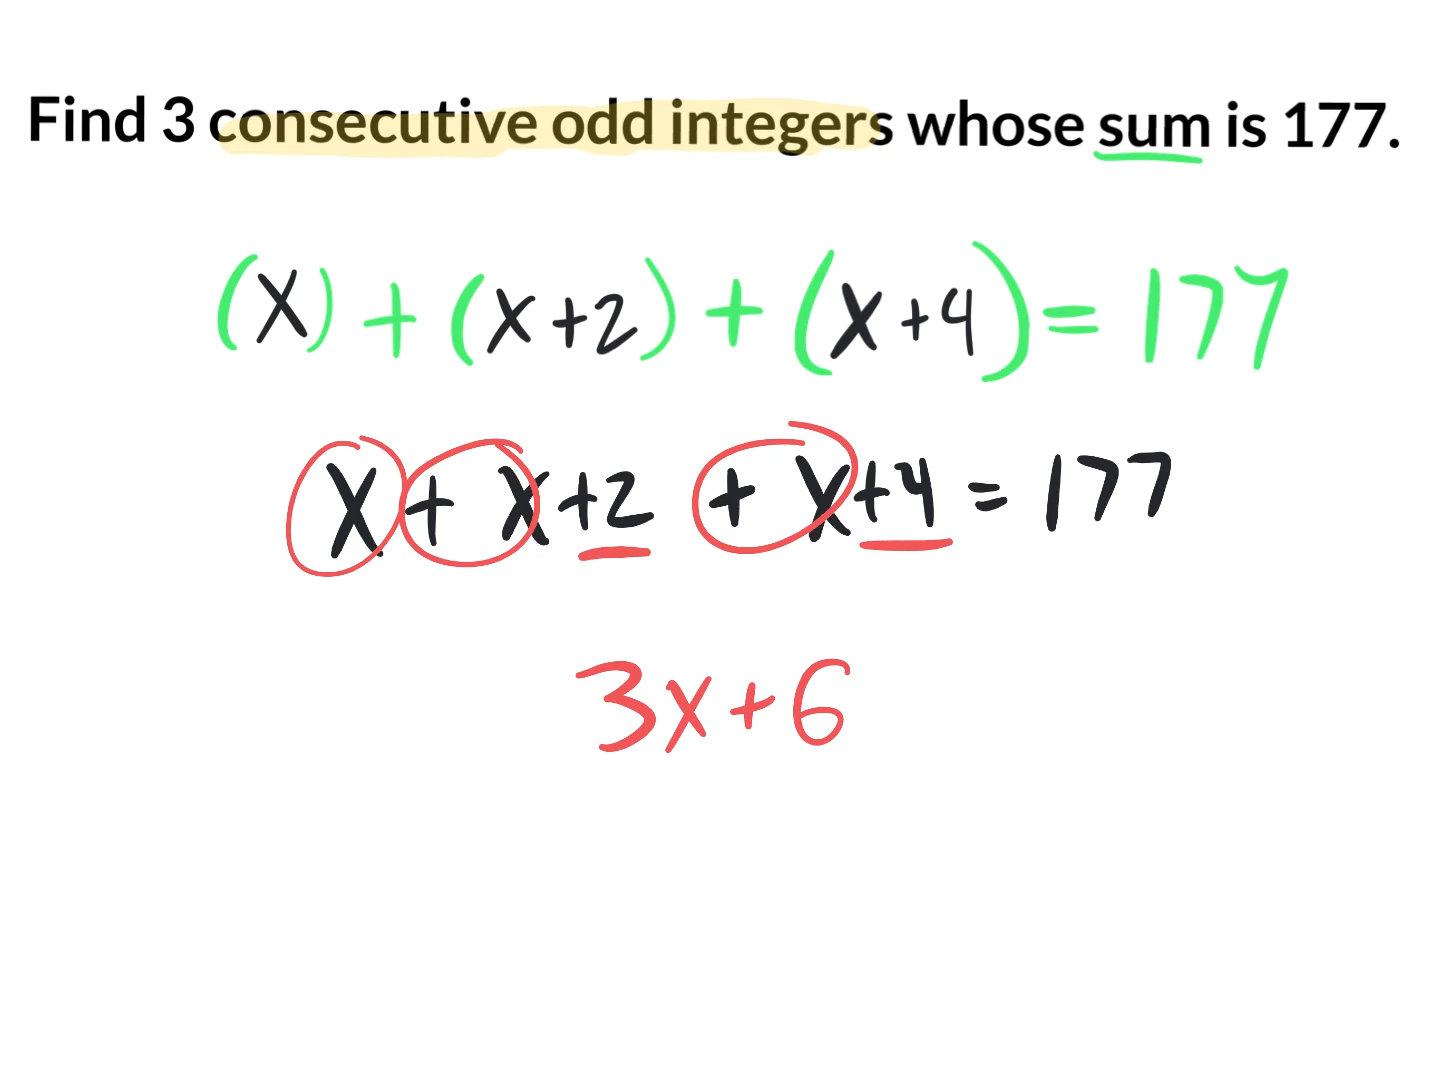 Find 3 consecutive odd integers whose sum is 177.
(x) + (x+2) + (x+4) = 177
x + x +2 + x +4 = 177
3x+6